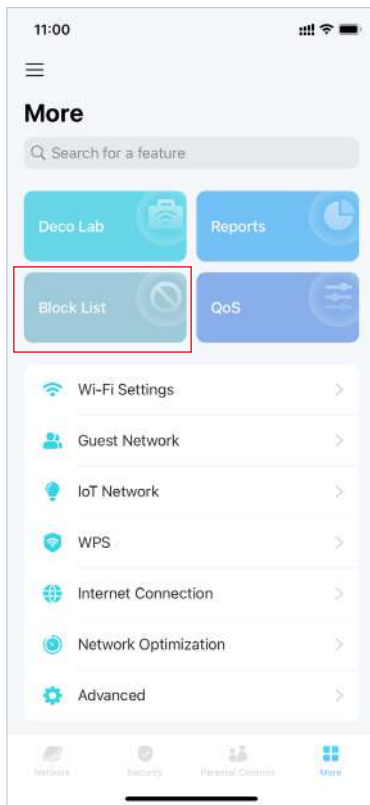 11:00
More
Search for a feature
Deco Lab
Reports
Block List
QoS
Wi-Fi Settings
Guest Network
IoT Network
WPS
Internet Connection
Network Optimization
Advanced
Network
Security
Parental Controls
More